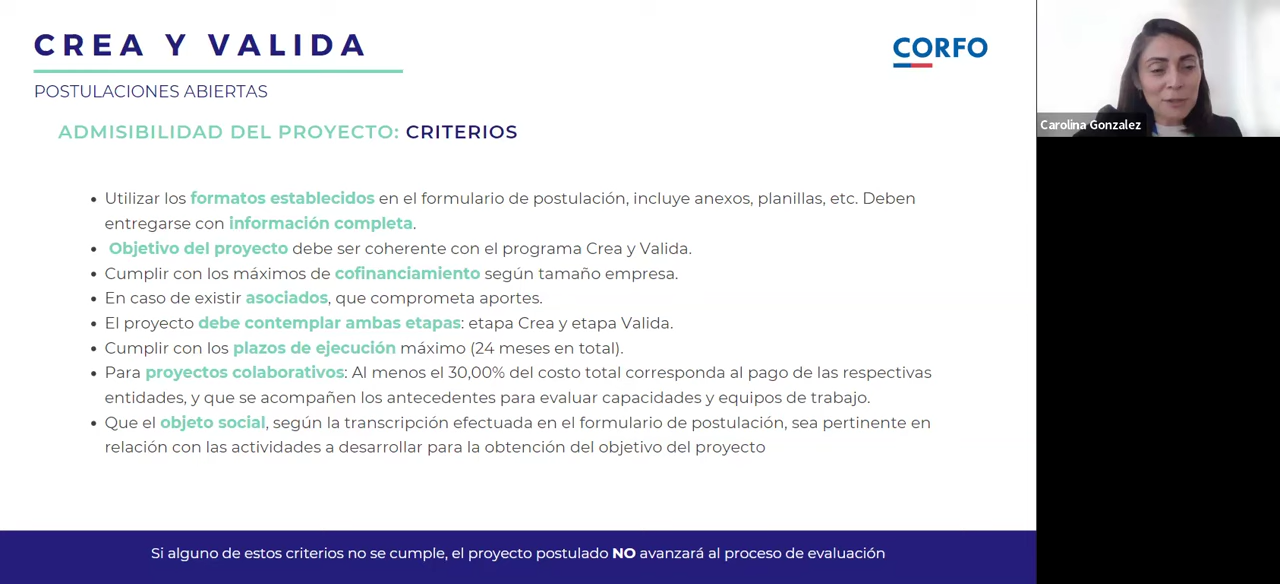 CREA Y VALIDA
CORFO
POSTULACIONES ABIERTAS
ADMISIBILIDAD DEL PROYECTO: CRITERIOS
Carolina Gonzalez
• Utilizar los formatos establecidos en el formulario de postulación, incluye anexos, planillas, etc. Deben
entregarse con información completa.
• Objetivo del proyecto debe ser coherente con el programa Crea y Valida.
• Cumplir con los máximos de cofinanciamiento según tamaño empresa.
• En caso de existir asociados, que comprometa aportes.
• El proyecto debe contemplar ambas etapas: etapa Crea y etapa Valida.
• Cumplir con los plazos de ejecución máximo (24 meses en total).
• Para proyectos colaborativos: Al menos el 30,00% del costo total corresponda al pago de las respectivas
entidades, y que se acompañen los antecedentes para evaluar capacidades y equipos de trabajo.
• Que el objeto social, según la transcripción efectuada en el formulario de postulación, sea pertinente en
relación con las actividades a desarrollar para la obtención del objetivo del proyecto
Si alguno de estos criterios no se cumple, el proyecto postulado NO avanzará al proceso de evaluación